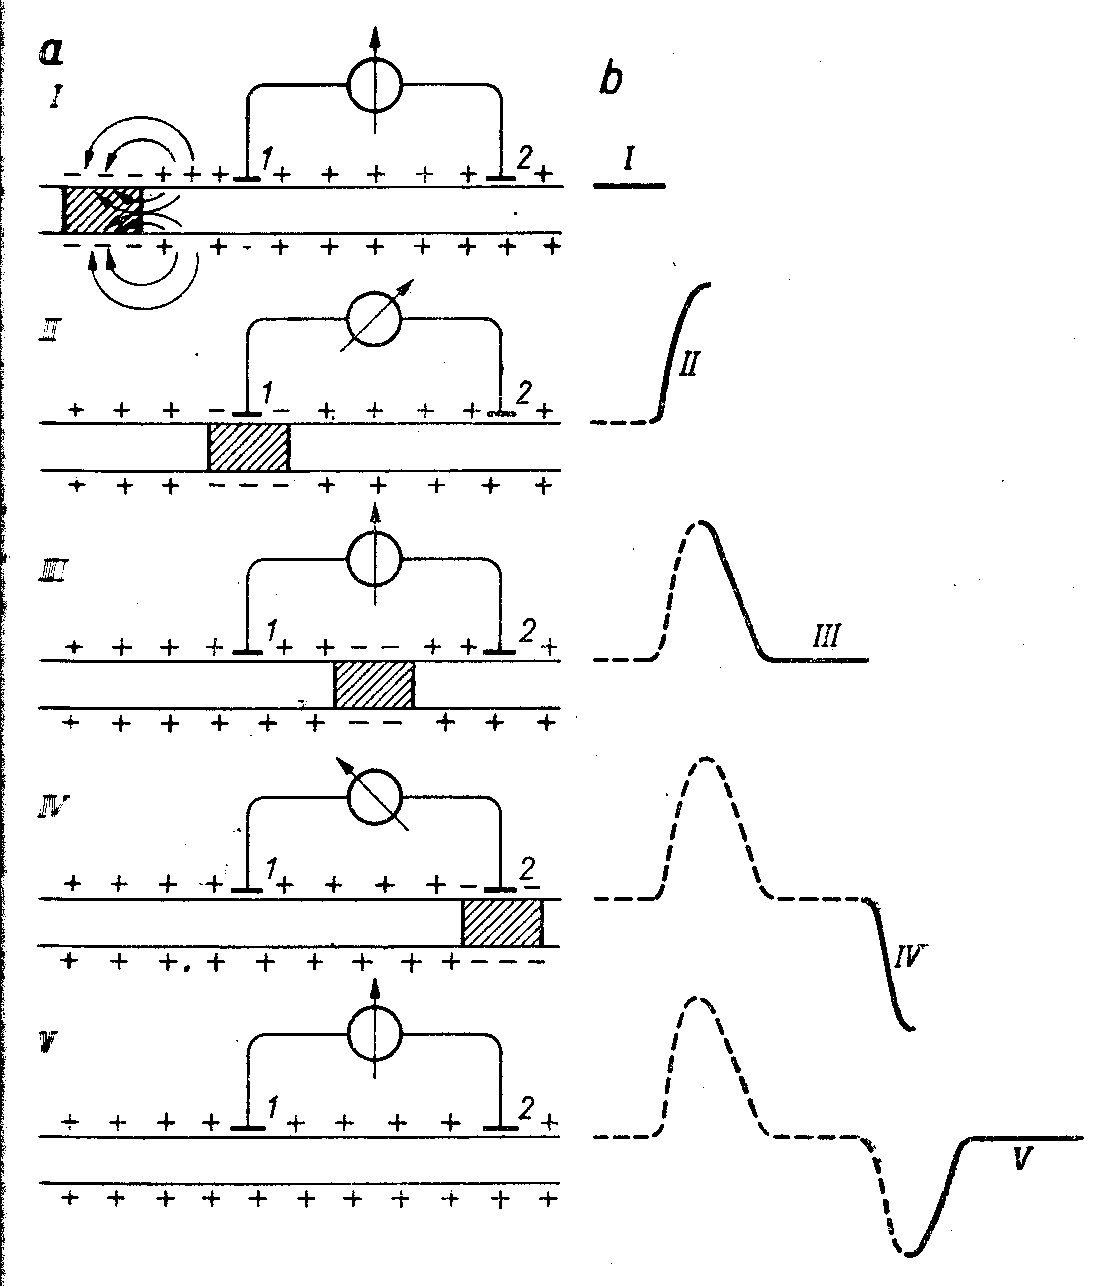 a
b
I
I
1
2
− − − + + + + + + + + + +
− − − + + - + + + + + + + +
II
II
1
2
+ + + − − + + + + +
+ + + − − − + + + + +
III
III
1
2
+ + + + + + − − + + +
+ + + + + + − − + + + +
IV
IV
1
2
+ + + + + + + + − −
+ + + + + + + + + − − −
V
V
1
2
+ + + + + + + + +
+ + + + + + + + + + +